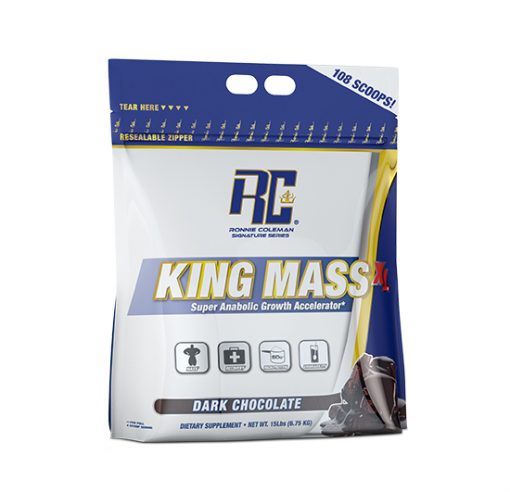 108 SCOOPS!
TEAR HERE
RESEALABLE ZIPPER
RC ®
RONNIE COLEMAN
SIGNATURE SERIES
KING MASS XL
Super Anabolic Growth Accelerator*
DARK CHOCOLATE
DIETARY SUPPLEMENT • NET WT. 15Lbs (6.75 KG)